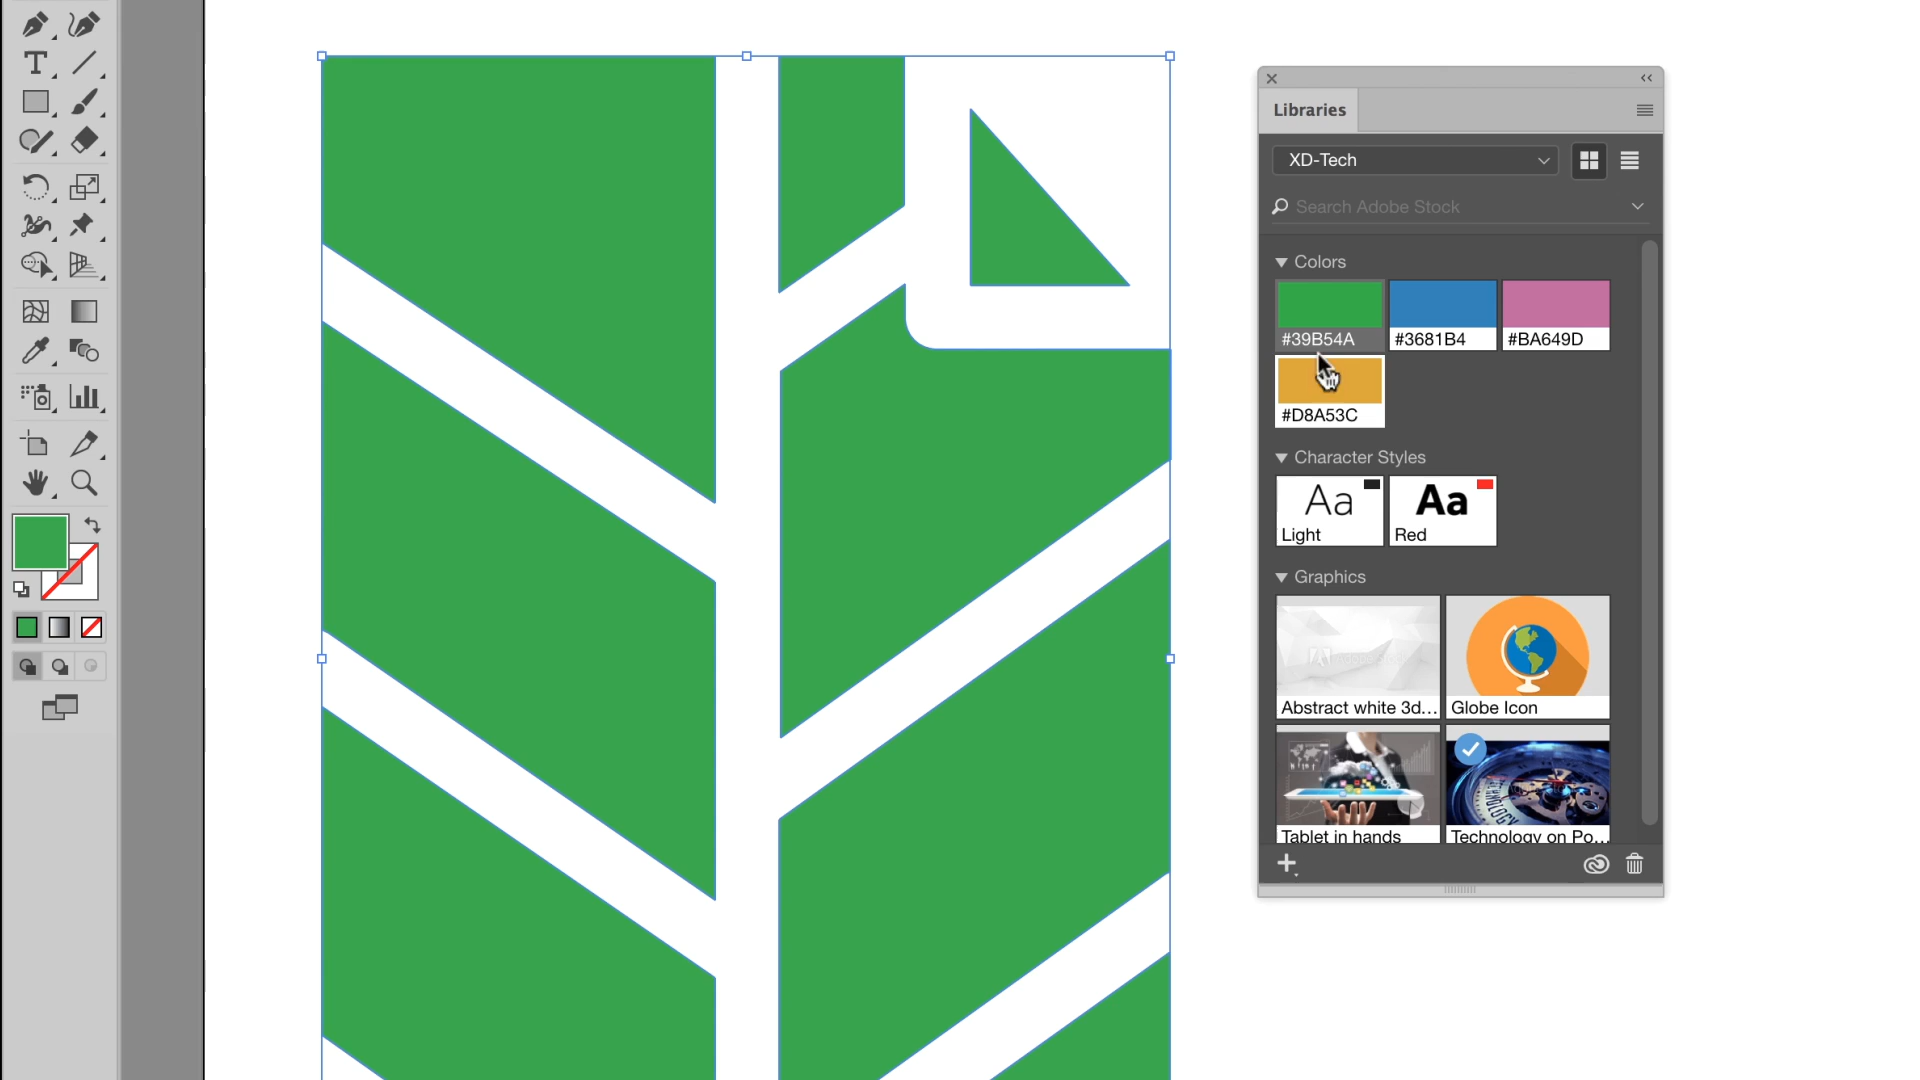 Libraries
XD-Tech
Search Adobe Stock
Colors
#39B54A
#3681B4
#BA649D
#D8A53C
Character Styles
Aa
Light
Aa
Red
Graphics
Abstract white 3d...
Globe Icon
Tablet in hands
Technology on Po...